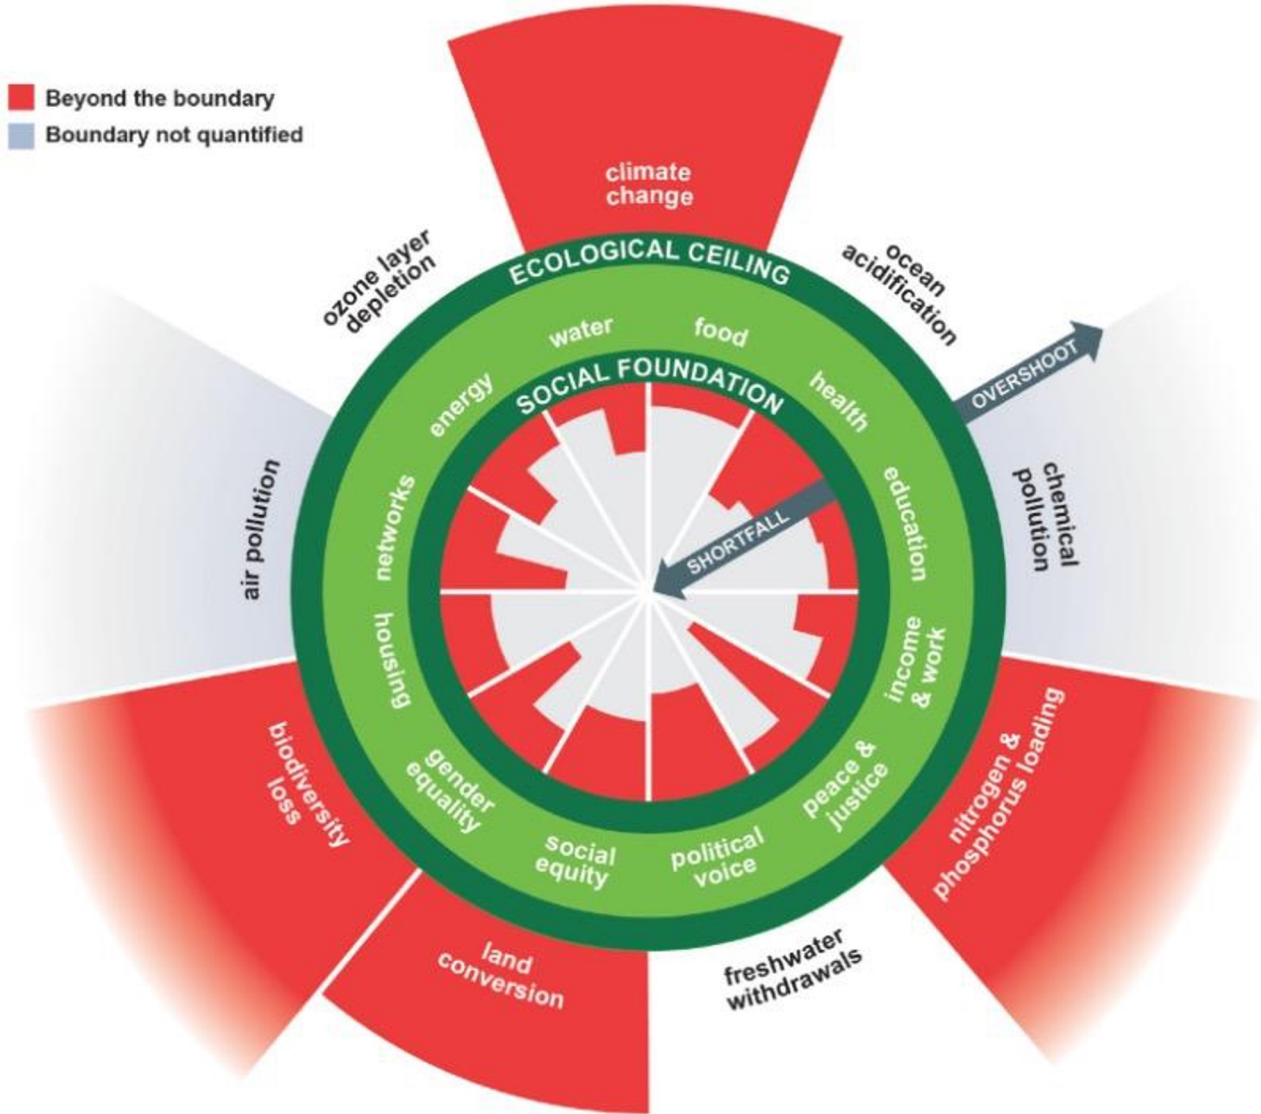 Beyond the boundary
Boundary not quantified
climate
change
ozone layer
depletion
ocean
acidification
ECOLOGICAL CEILING
OVERSHOOT
water
food
energy
health
SOCIAL FOUNDATION
SHORTFALL
networks
education
air pollution
chemical
pollution
housing
income
& work
biodiversity
loss
nitrogen &
phosphorus loading
gender
equality
peace &
justice
social
equity
political
voice
land
conversion
freshwater
withdrawals